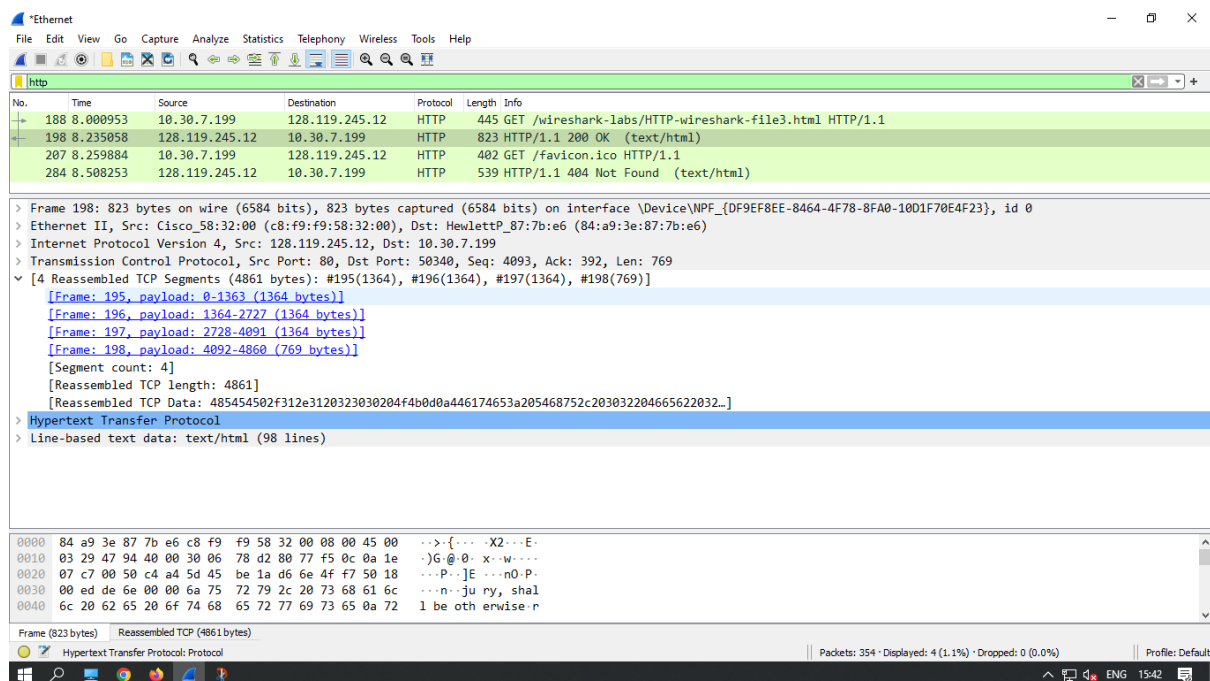 *Ethernet
File Edit View Go Capture Analyze Statistics Telephony Wireless Tools Help
http
No. Time Source Destination Protocol Length Info
188 8.000953 10.30.7.199 128.119.245.12 HTTP 445 GET /wireshark-labs/HTTP-wireshark-file3.html HTTP/1.1
198 8.235058 128.119.245.12 10.30.7.199 HTTP 823 HTTP/1.1 200 OK (text/html)
207 8.259884 10.30.7.199 128.119.245.12 HTTP 402 GET /favicon.ico HTTP/1.1
284 8.508253 128.119.245.12 10.30.7.199 HTTP 539 HTTP/1.1 404 Not Found (text/html)
> Frame 198: 823 bytes on wire (6584 bits), 823 bytes captured (6584 bits) on interface \Device\NPF_{DF9EF8EE-8464-4F78-8FA0-10D1F70E4F23}, id 0
> Ethernet II, Src: Cisco_58:32:00 (c8:f9:f9:58:32:00), Dst: HewlettP_87:7b:e6 (84:a9:3e:87:7b:e6)
> Internet Protocol Version 4, Src: 128.119.245.12, Dst: 10.30.7.199
> Transmission Control Protocol, Src Port: 80, Dst Port: 50340, Seq: 4093, Ack: 392, Len: 769
[4 Reassembled TCP Segments (4861 bytes): #195(1364), #196(1364), #197(1364), #198(769)]
[Frame: 195, payload: 0-1363 (1364 bytes)]
[Frame: 196, payload: 1364-2727 (1364 bytes)]
[Frame: 197, payload: 2728-4091 (1364 bytes)]
[Frame: 198, payload: 4092-4860 (769 bytes)]
[Segment count: 4]
[Reassembled TCP length: 4861]
[Reassembled TCP Data: 485454502f312e3120323030204f4b0d0a446174653a205468752c203032204665622032…]
> Hypertext Transfer Protocol
> Line-based text data: text/html (98 lines)
0000 84 a9 3e 87 7b e6 c8 f9 f9 58 32 00 08 00 45 00 ··>·{··· ·X2···E·
0010 03 29 47 94 40 00 30 06 78 d2 80 77 f5 0c 0a 1e ·)G·@·0· x··w····
0020 07 c7 00 50 c4 a4 5d 45 be 1a d6 6e 4f f7 50 18 ···P··]E ···nO·P·
0030 00 ed de 6e 00 00 6a 75 72 79 2c 20 73 68 61 6c ···n··ju ry, shal
0040 6c 20 62 65 20 6f 74 68 65 72 77 69 73 65 0a 72 l be oth erwise·r
Frame (823 bytes) Reassembled TCP (4861 bytes)
Hypertext Transfer Protocol: Protocol Packets: 354 · Displayed: 4 (1.1%) · Dropped: 0 (0.0%) Profile: Default
ENG 15:42